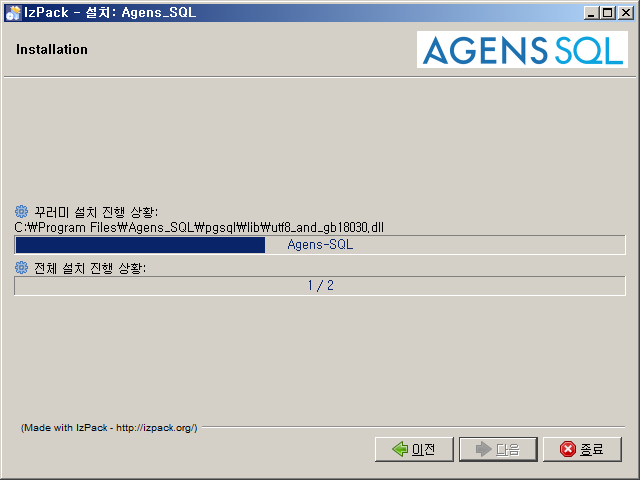 IzPack - 설치: Agens_SQL
Installation
AGENS SQL
꾸러미 설치 진행 상황:
C:₩Program Files₩Agens_SQL₩pgsql₩lib₩utf8_and_gb18030.dll
Agens-SQL
전체 설치 진행 상황:
1 / 2
(Made with IzPack - http://izpack.org/)
이전 다음 종료